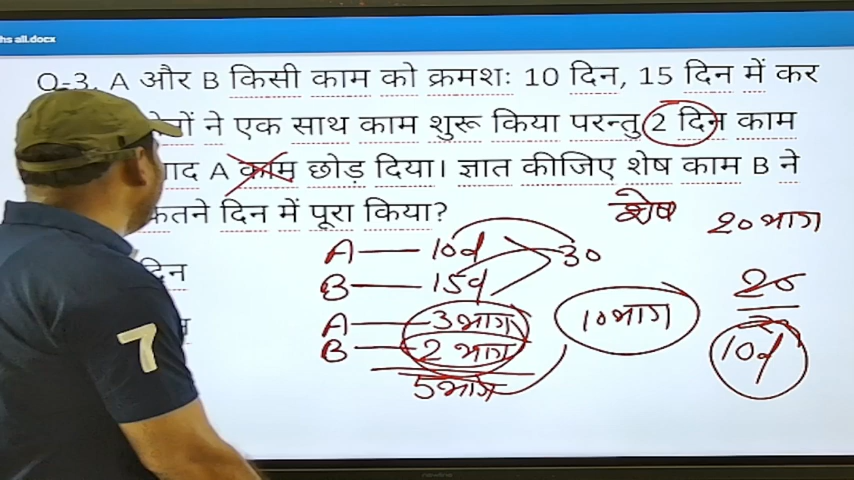 hs all.docx
Q-3. A और B किसी काम को क्रमशः 10 दिन, 15 दिन में कर
ने एक साथ काम शुरू किया परन्तु 2 दिन काम
A काम छोड़ दिया। ज्ञात कीजिए शेष काम B ने
दिन में पूरा किया?
शेष 20 भाग
A — 10d 30
B — 15d
दिन
20
A — 3 भाग 10 भाग
B — 2 भाग 10d
5 भाग